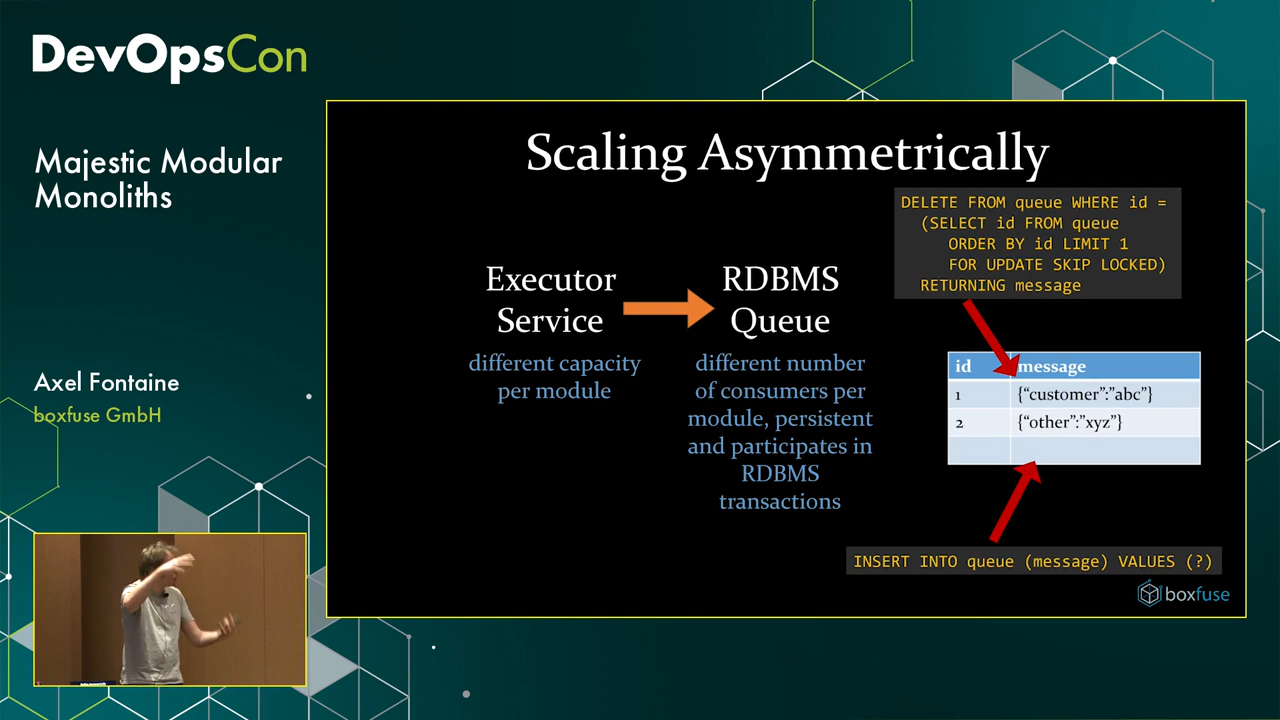 DevOpsCon
Majestic Modular
Monoliths
Axel Fontaine
boxfuse GmbH
Scaling Asymmetrically
Executor
Service
different capacity
per module
RDBMS
Queue
different number
of consumers per
module, persistent
and participates in
RDBMS
transactions
DELETE FROM queue WHERE id =
(SELECT id FROM queue
ORDER BY id LIMIT 1
FOR UPDATE SKIP LOCKED)
RETURNING message
id message
1 {“customer”:”abc”}
2 {“other”:”xyz”}
INSERT INTO queue (message) VALUES (?)
boxfuse